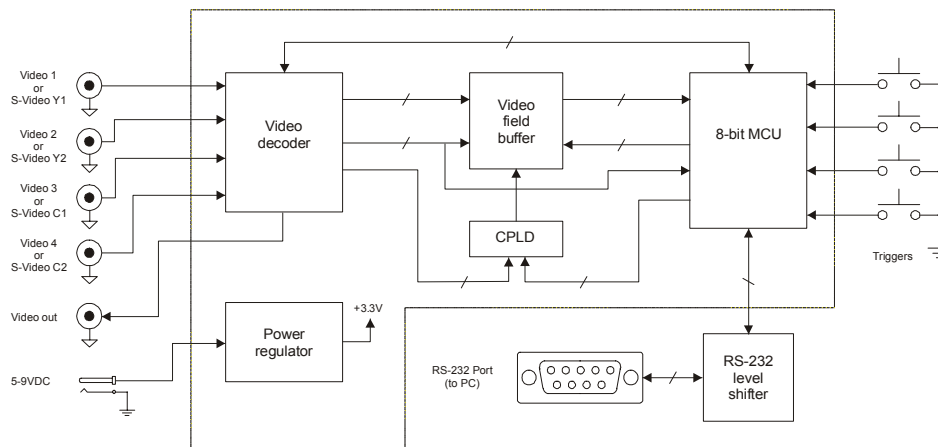 Video 1
or
S-Video Y1
Video 2
or
S-Video Y2
Video 3
or
S-Video C1
Video 4
or
S-Video C2
Video out
5-9VDC
Video
decoder
Video
field
buffer
8-bit MCU
CPLD
Triggers
Power
regulator
+3.3V
RS-232 Port
(to PC)
RS-232
level
shifter